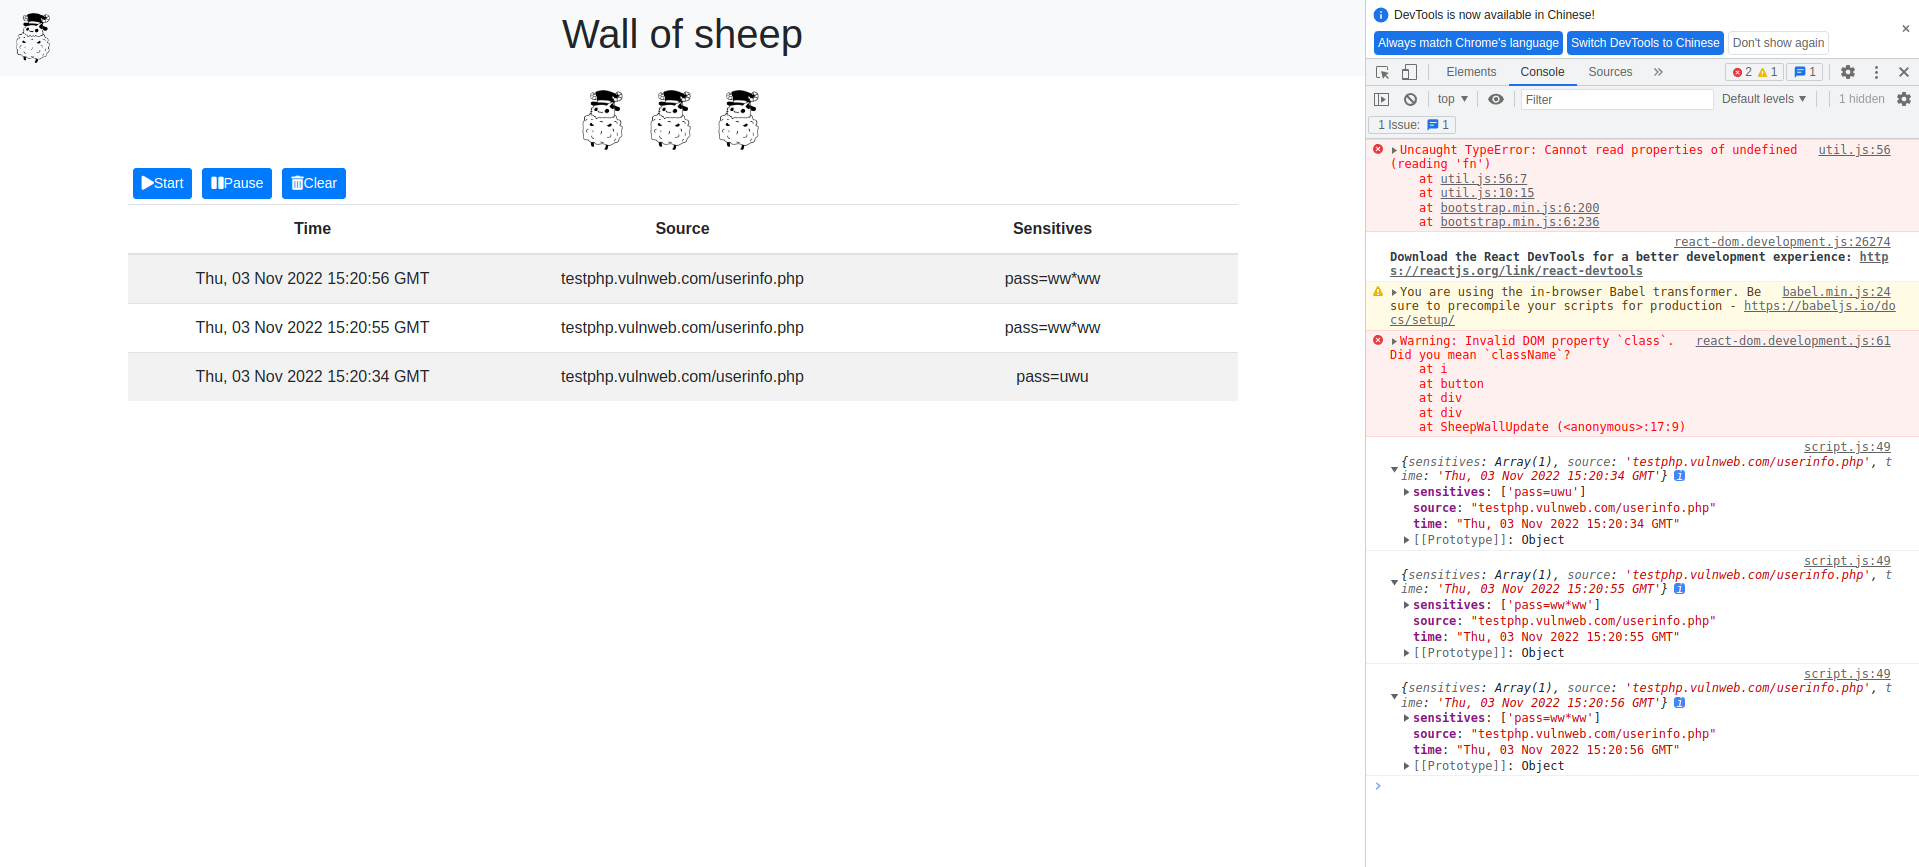 Wall of sheep
Start Pause Clear
Time Source Sensitives
Thu, 03 Nov 2022 15:20:56 GMT testphp.vulnweb.com/userinfo.php pass=ww*ww
Thu, 03 Nov 2022 15:20:55 GMT testphp.vulnweb.com/userinfo.php pass=ww*ww
Thu, 03 Nov 2022 15:20:34 GMT testphp.vulnweb.com/userinfo.php pass=uwu
DevTools is now available in Chinese!
Always match Chrome's language Switch DevTools to Chinese Don't show again
Elements Console Sources 2 1 1
top Filter Default levels 1 hidden
1 Issue: 1
Uncaught TypeError: Cannot read properties of undefined util.js:56
(reading 'fn')
at util.js:56:7
at util.js:10:15
at bootstrap.min.js:6:200
at bootstrap.min.js:6:236
react-dom.development.js:26274
Download the React DevTools for a better development experience: http
s://reactjs.org/link/react-devtools
You are using the in-browser Babel transformer. Be babel.min.js:24
sure to precompile your scripts for production - https://babeljs.io/do
cs/setup/
Warning: Invalid DOM property `class`. react-dom.development.js:61
Did you mean `className`?
at i
at button
at div
at div
at SheepWallUpdate (<anonymous>:17:9)
script.js:49
{sensitives: Array(1), source: 'testphp.vulnweb.com/userinfo.php', t
ime: 'Thu, 03 Nov 2022 15:20:34 GMT'} i
sensitives: ['pass=uwu']
source: "testphp.vulnweb.com/userinfo.php"
time: "Thu, 03 Nov 2022 15:20:34 GMT"
[[Prototype]]: Object
script.js:49
{sensitives: Array(1), source: 'testphp.vulnweb.com/userinfo.php', t
ime: 'Thu, 03 Nov 2022 15:20:55 GMT'} i
sensitives: ['pass=ww*ww']
source: "testphp.vulnweb.com/userinfo.php"
time: "Thu, 03 Nov 2022 15:20:55 GMT"
[[Prototype]]: Object
script.js:49
{sensitives: Array(1), source: 'testphp.vulnweb.com/userinfo.php', t
ime: 'Thu, 03 Nov 2022 15:20:56 GMT'} i
sensitives: ['pass=ww*ww']
source: "testphp.vulnweb.com/userinfo.php"
time: "Thu, 03 Nov 2022 15:20:56 GMT"
[[Prototype]]: Object